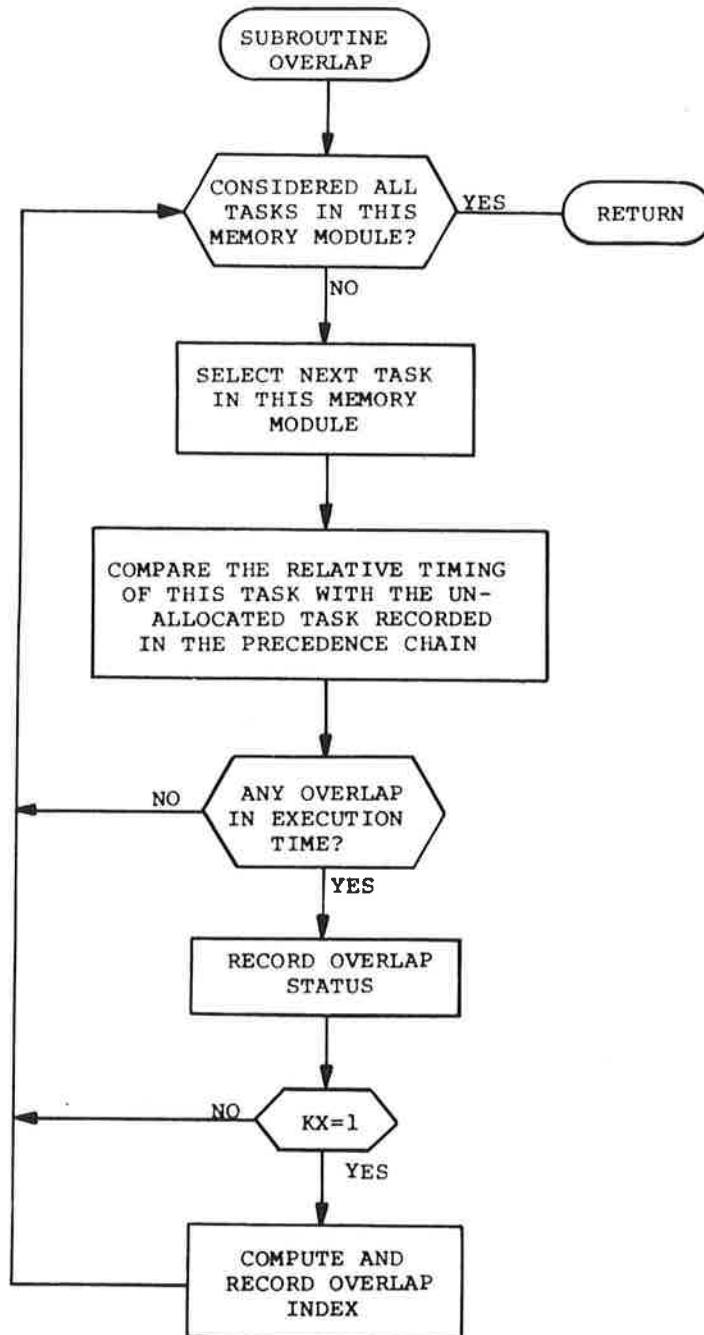 SUBROUTINE
OVERLAP
CONSIDERED ALL
TASKS IN THIS
MEMORY MODULE?
YES
RETURN
NO
SELECT NEXT TASK
IN THIS MEMORY
MODULE
COMPARE THE RELATIVE TIMING
OF THIS TASK WITH THE UN-
ALLOCATED TASK RECORDED
IN THE PRECEDENCE CHAIN
NO
ANY OVERLAP
IN EXECUTION
TIME?
YES
RECORD OVERLAP
STATUS
NO
KX=1
YES
COMPUTE AND
RECORD OVERLAP
INDEX